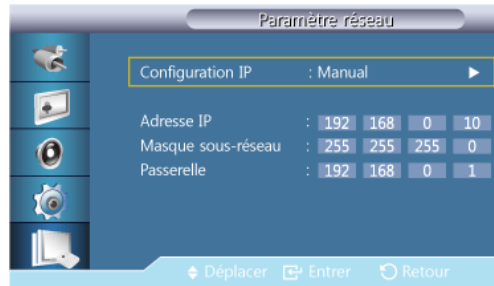 Paramètre réseau
Configuration IP : Manual
Adresse IP : 192 168 0 10
Masque sous-réseau : 255 255 255 0
Passerelle : 192 168 0 1
Déplacer Entrer Retour